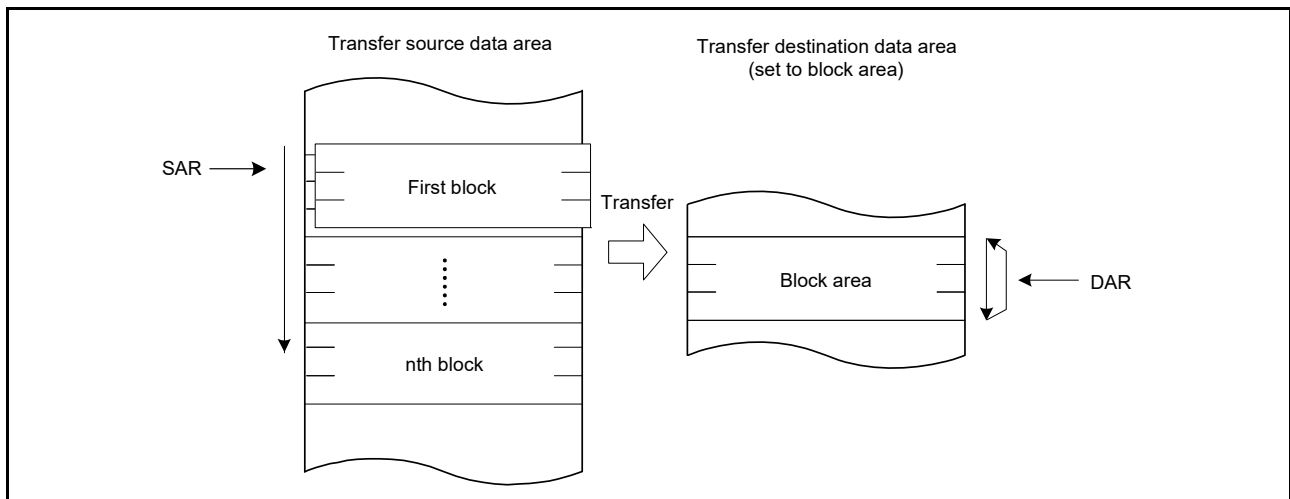 Transfer source data area
Transfer destination data area
(set to block area)
SAR
First block
Transfer
Block area
DAR
nth block